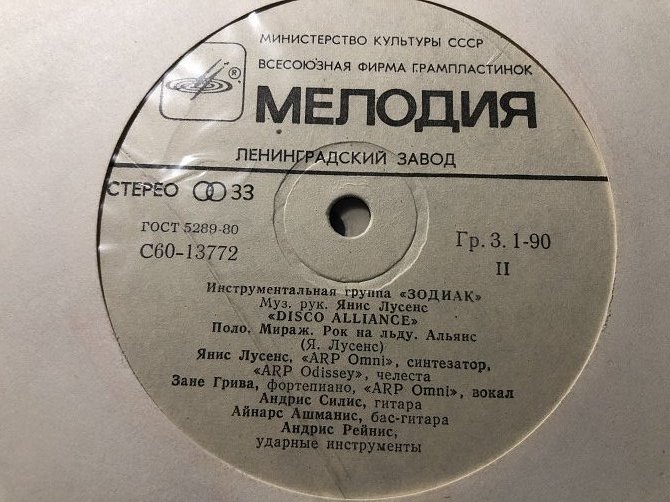 МИНИСТЕРСТВО КУЛЬТУРЫ СССР
®
ВСЕСОЮЗНАЯ ФИРМА ГРАМПЛАСТИНОК
МЕЛОДИЯ
ЛЕНИНГРАДСКИЙ ЗАВОД
СТЕРЕО 33
ГОСТ 5289-80
С60-13772
Гр. 3. 1-90
II
Инструментальная группа «ЗОДИАК»
Муз. рук. Янис Лусенс
«DISCO ALLIANCE»
Поло. Мираж. Рок на льду. Альянс
(Я. Лусенс)
Янис Лусенс, «ARP Omni», синтезатор,
«ARP Odissey», челеста
Зане Грива, фортепиано, «ARP Omni», вокал
Андрис Силис, гитара
Айнарс Ашманис, бас-гитара
Андрис Рейнис,
ударные инструменты